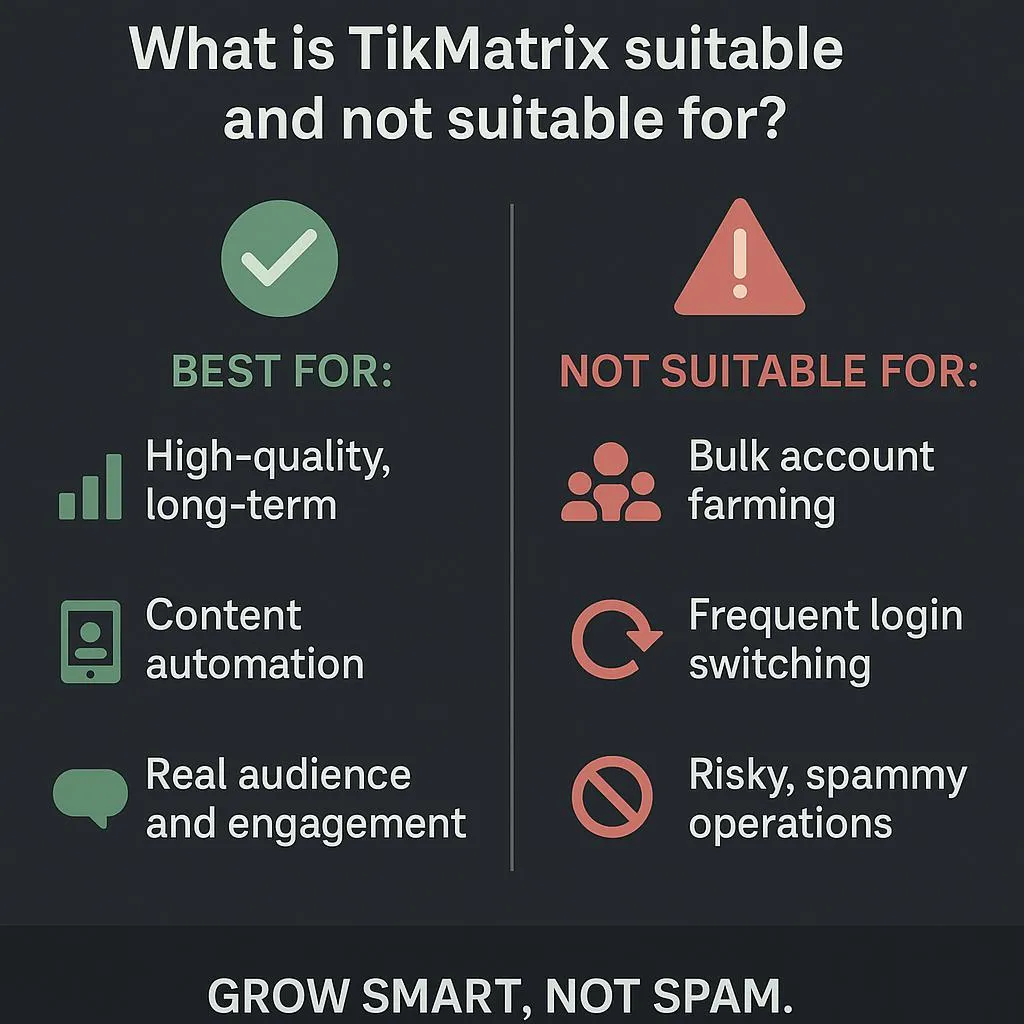 What is TikMatrix suitable
and not suitable for?
BEST FOR:
High-quality,
long-term
Content
automation
Real audience
and engagement
NOT SUITABLE FOR:
Bulk account
farming
Frequent login
switching
Risky, spammy
operations
GROW SMART, NOT SPAM.